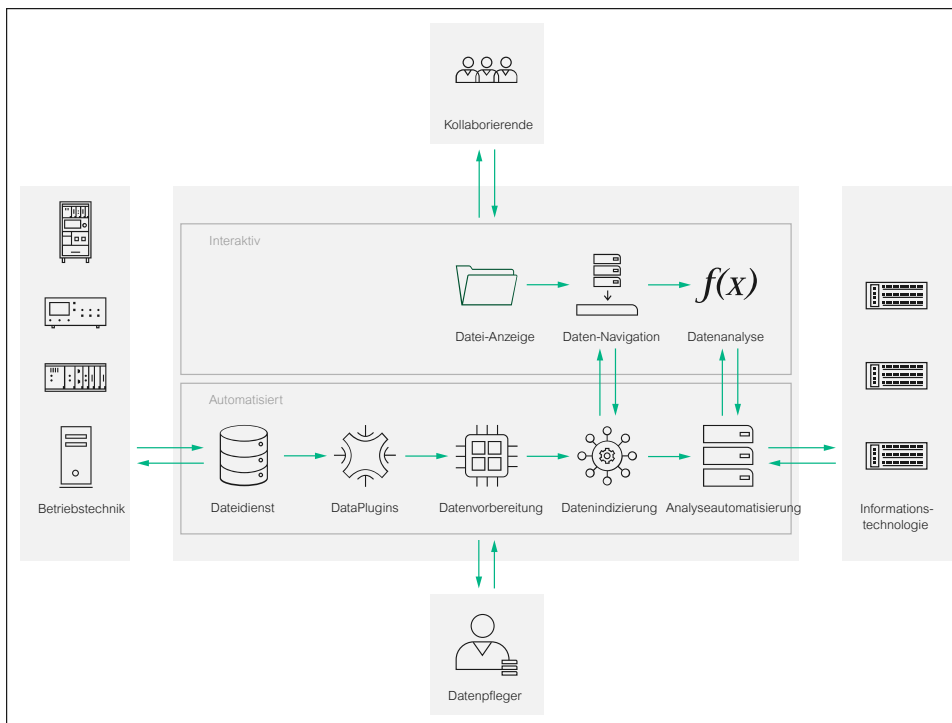 Kollaborierende
Interaktiv
f(x)
Datei-Anzeige
Daten-Navigation
Datenanalyse
Automatisiert
Betriebstechnik
Dateidienst
DataPlugins
Datenvorbereitung
Datenindizierung
Analyseautomatisierung
Informations-
technologie
Datenpfleger